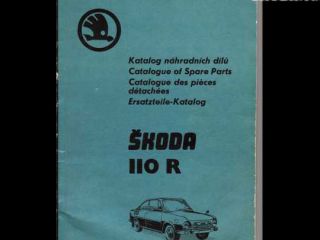 Katalog náhradních dílů
Catalogue of Spare Parts
Catalogue des pièces
détachées
Ersatzteile-Katalog
ŠKODA
110 R